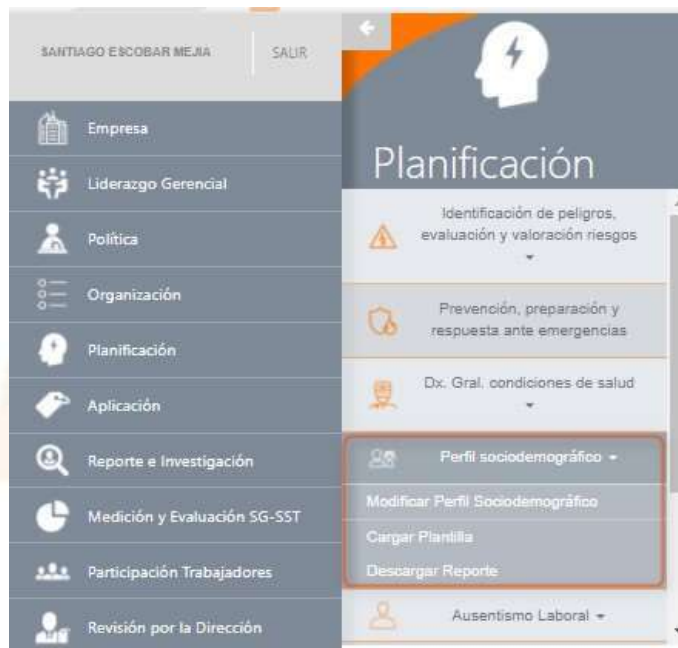 SANTIAGO ESCOBAR MEJIA
SALIR
Empresa
Liderazgo Gerencial
Política
Organización
Planificación
Aplicación
Reporte e Investigación
Medición y Evaluación SG-SST
Participación Trabajadores
Revisión por la Dirección
Planificación
Identificación de peligros,
evaluación y valoración riesgos
Prevención, preparación y
respuesta ante emergencias
Dx. Gral. condiciones de salud
Perfil sociodemográfico
Modificar Perfil Sociodemográfico
Cargar Plantilla
Descargar Reporte
Ausentismo Laboral